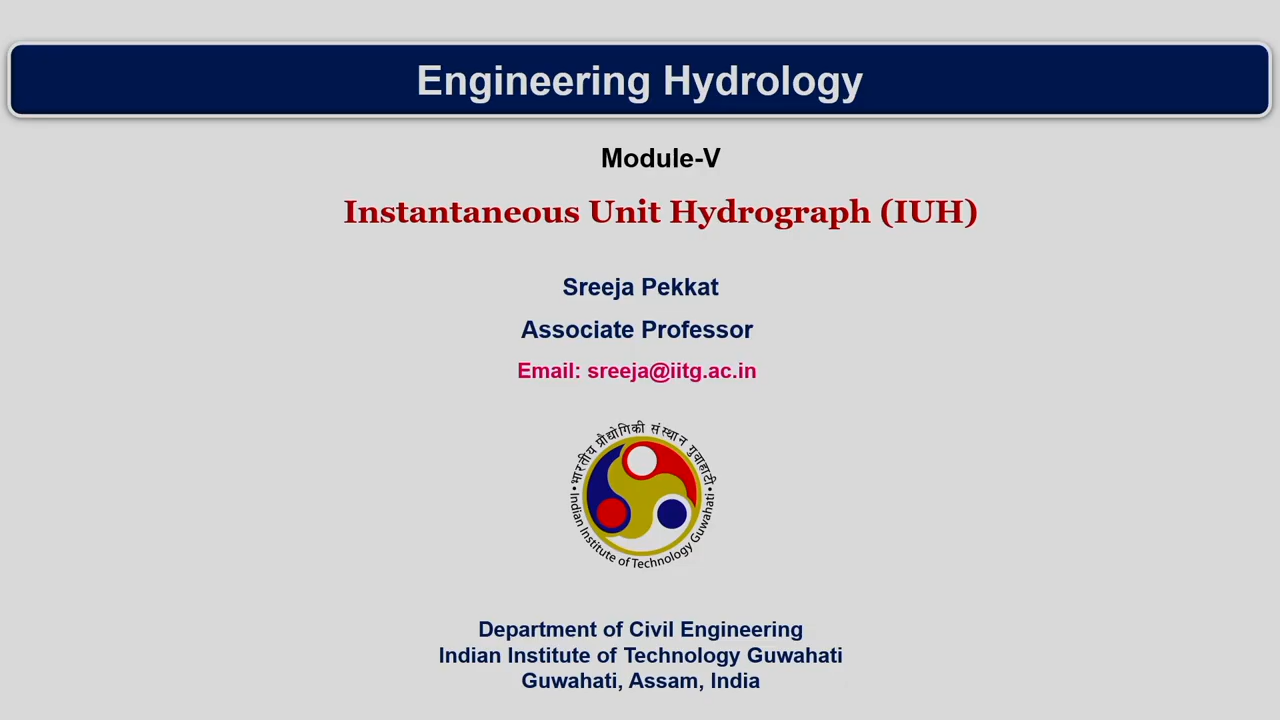 Engineering Hydrology
Module-V
Instantaneous Unit Hydrograph (IUH)
Sreeja Pekkat
Associate Professor
Email: sreeja@iitg.ac.in
भारतीय प्रौद्योगिकी संस्थान गुवाहाटी
Indian Institute of Technology Guwahati
Department of Civil Engineering
Indian Institute of Technology Guwahati
Guwahati, Assam, India